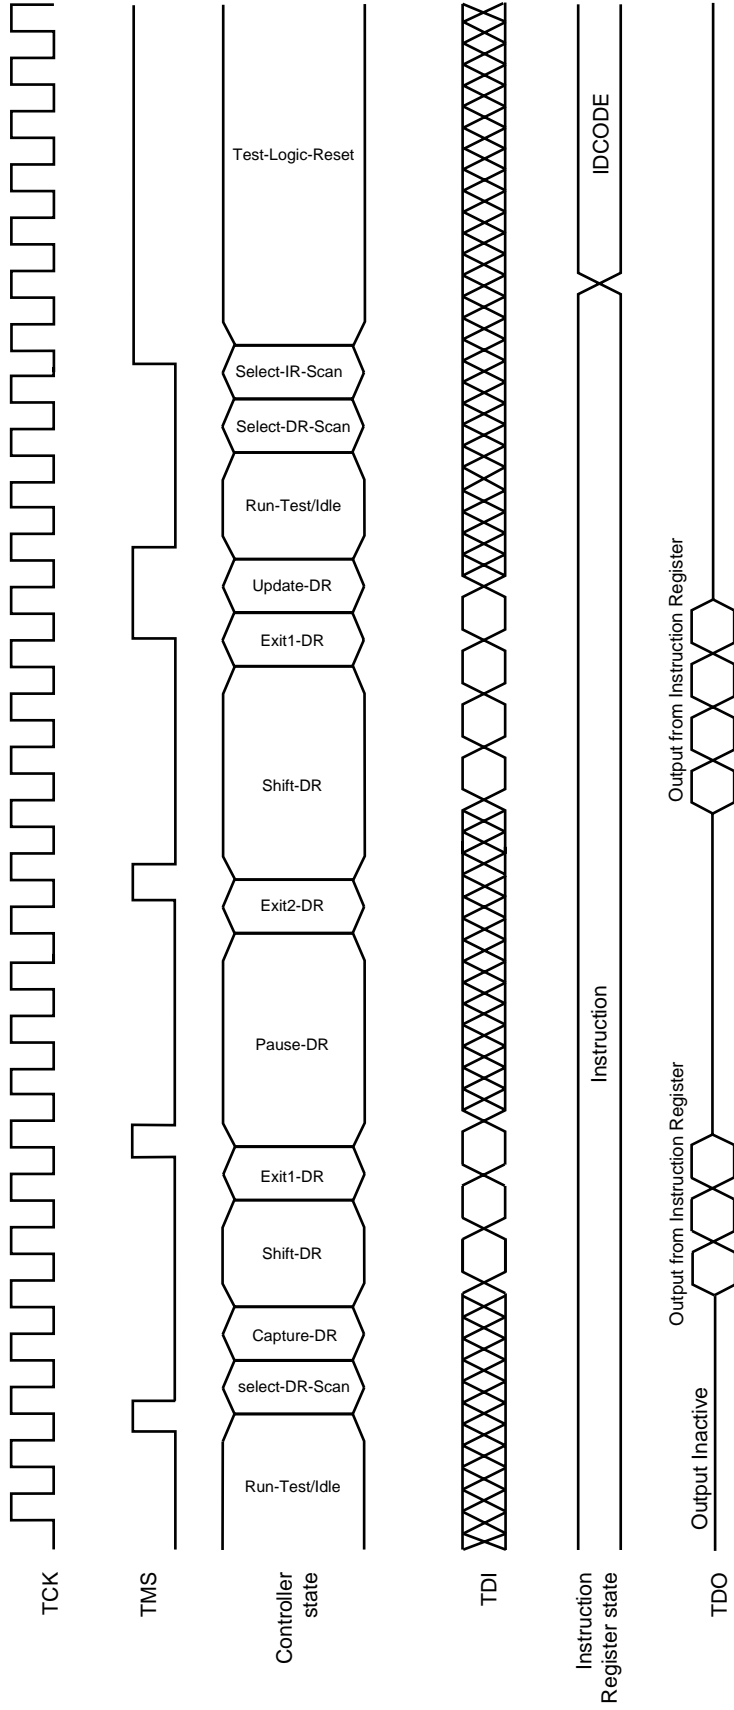 TCK
TMS
Controller
state
Run-Test/Idle
select-DR-Scan
Capture-DR
Shift-DR
Exit1-DR
Pause-DR
Exit2-DR
Shift-DR
Exit1-DR
Update-DR
Run-Test/Idle
Select-DR-Scan
Select-IR-Scan
Test-Logic-Reset
TDI
Instruction
Register state
Instruction
IDCODE
TDO
Output Inactive
Output from Instruction Register
Output from Instruction Register